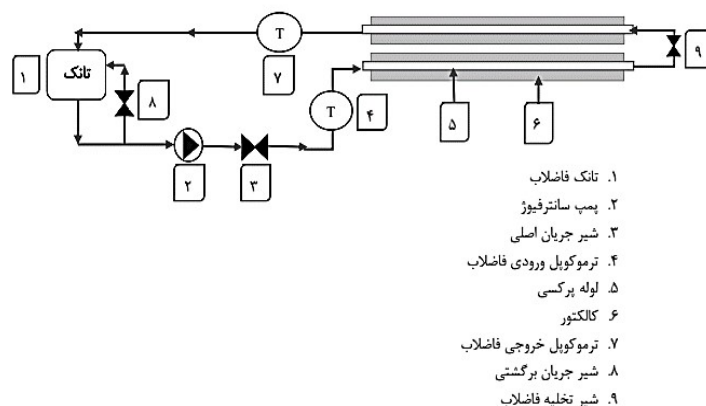 T
۷
T
۴
۹
۱
تانک
۸
۲
۳
۵
۶
۱. تانک فاضلاب
۲. پمپ سانترفیوژ
۳. شیر جریان اصلی
۴. ترموکوپل ورودی فاضلاب
۵. لوله پرکسی
۶. کالکتور
۷. ترموکوپل خروجی فاضلاب
۸. شیر جریان برگشتی
۹. شیر تخلیه فاضلاب